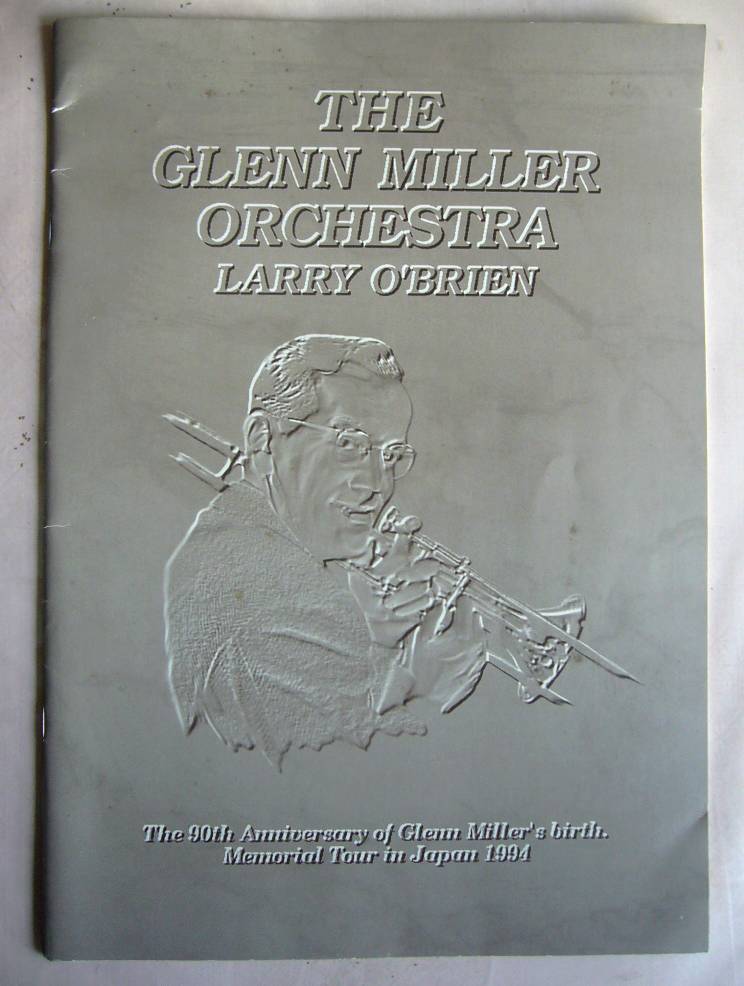 THE
GLENN MILLER
ORCHESTRA
LARRY O'BRIEN
The 90th Anniversary of Glenn Miller's birth.
Memorial Tour in Japan 1994